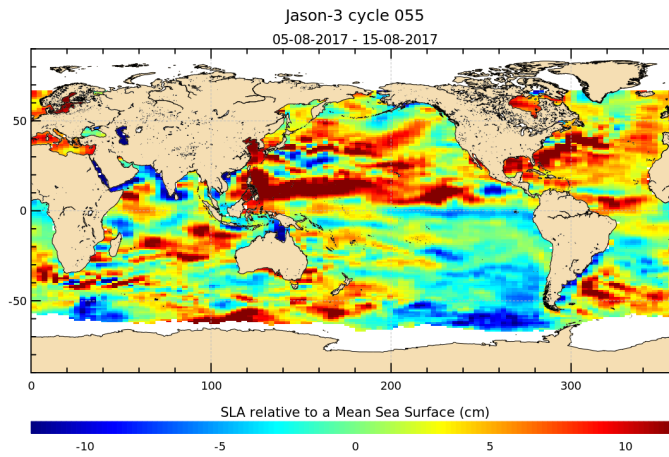 Jason-3 cycle 055
05-08-2017 - 15-08-2017
50
0
-50
0 100 200 300
SLA relative to a Mean Sea Surface (cm)
-10 -5 0 5 10